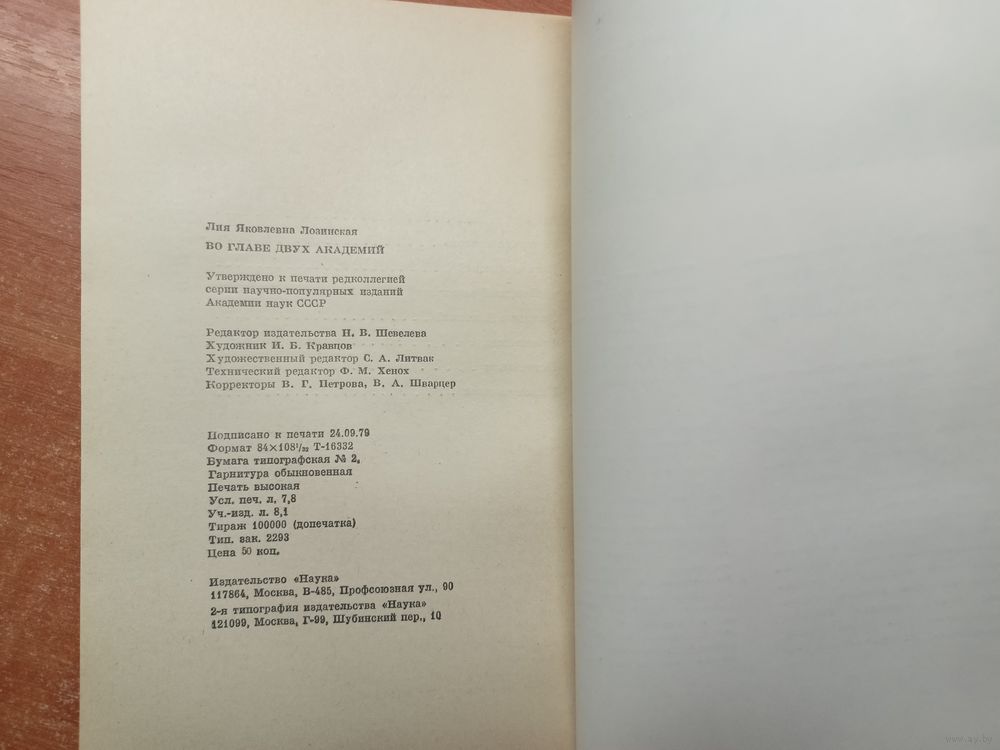 Лия Яковлевна Лозинская
ВО ГЛАВЕ ДВУХ АКАДЕМИЙ
Утверждено к печати редколлегией
серии научно-популярных изданий
Академии наук СССР
Редактор издательства Н. В. Шевелева
Художник И. Б. Кравцов
Художественный редактор С. А. Литвак
Технический редактор Ф. М. Хенох
Корректоры В. Г. Петрова, В. А. Шварцер
Подписано к печати 24.09.79
Формат 84×108¹/₃₂ Т-16332
Бумага типографская № 2.
Гарнитура обыкновенная
Печать высокая
Усл. печ. л. 7,8
Уч.-изд. л. 8,1
Тираж 100000 (допечатка)
Тип. зак. 2293
Цена 50 коп.
Издательство «Наука»
117864, Москва, В-485, Профсоюзная ул., 90
2-я типография издательства «Наука»
121099, Москва, Г-99, Шубинский пер., 10
www.ay.by